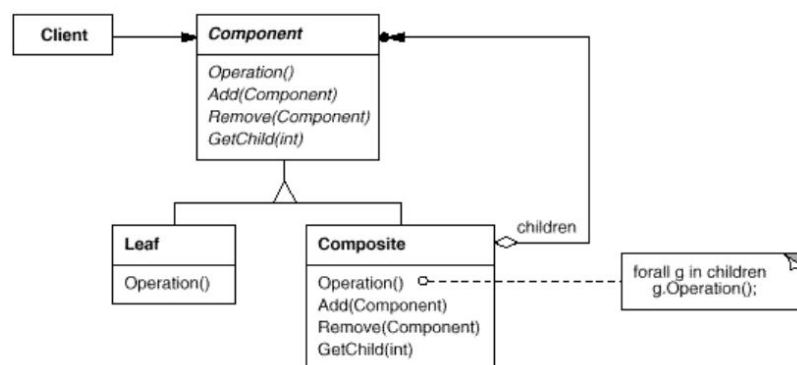 Client
Component
Operation()
Add(Component)
Remove(Component)
GetChild(int)
Leaf
Operation()
Composite
Operation()
Add(Component)
Remove(Component)
GetChild(int)
children
forall g in children
g.Operation();